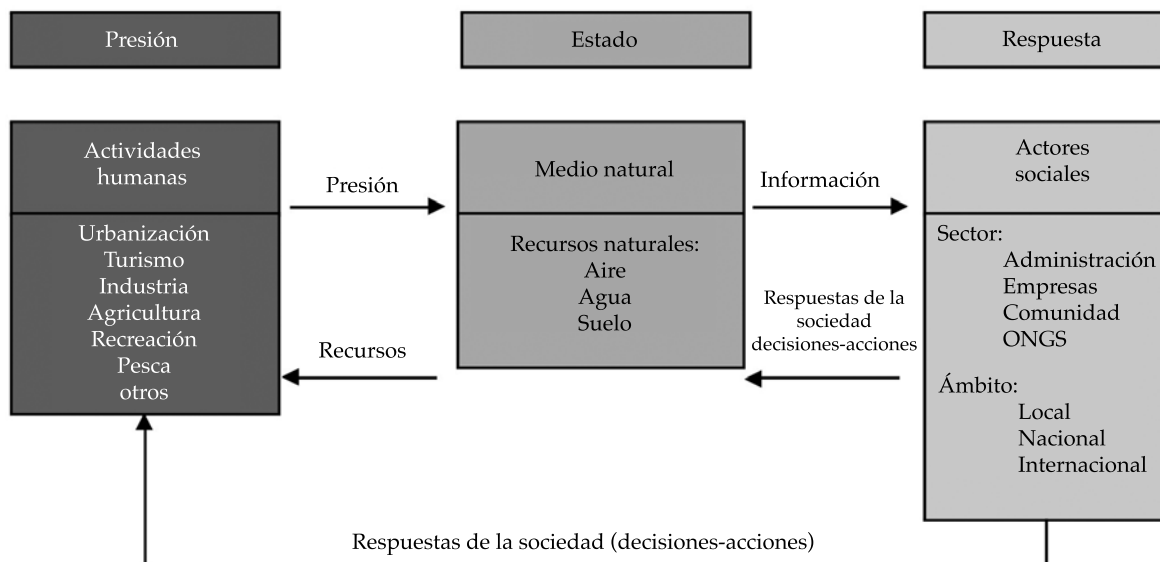 Presión
Estado
Respuesta
Actividades
humanas
Urbanización
Turismo
Industria
Agricultura
Recreación
Pesca
otros
Presión
Recursos
Medio natural
Recursos naturales:
Aire
Agua
Suelo
Información
Respuestas de la
sociedad
decisiones-acciones
Actores
sociales
Sector:
Administración
Empresas
Comunidad
ONGS
Ámbito:
Local
Nacional
Internacional
Respuestas de la sociedad (decisiones-acciones)